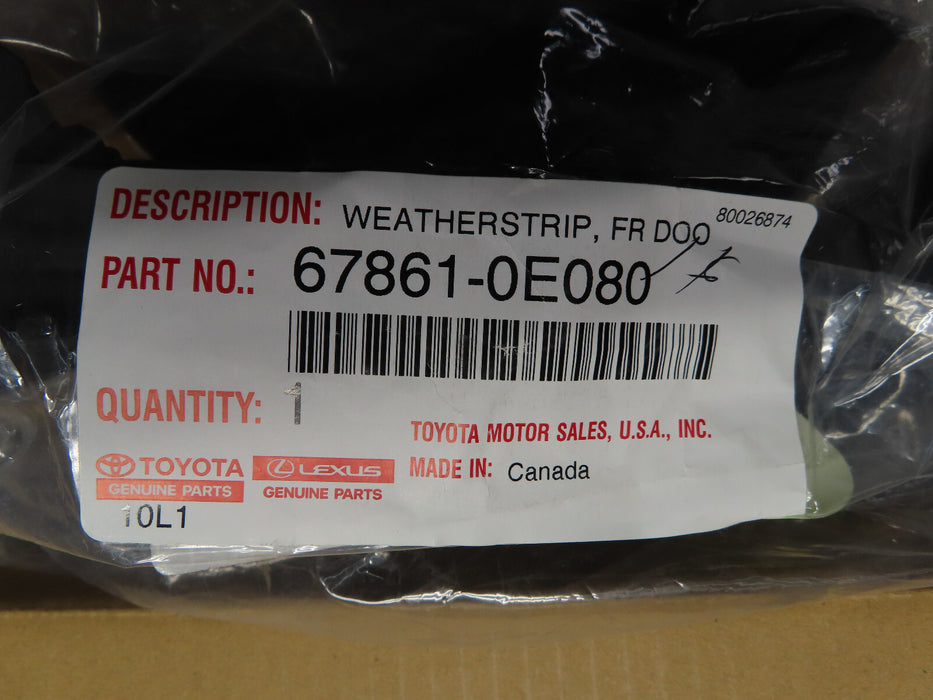 DESCRIPTION: WEATHERSTRIP, FR DOO 80026874
PART NO.: 67861-0E080
QUANTITY: 1
TOYOTA MOTOR SALES, U.S.A., INC.
TOYOTA
GENUINE PARTS
LEXUS
GENUINE PARTS
MADE IN: Canada
10L1